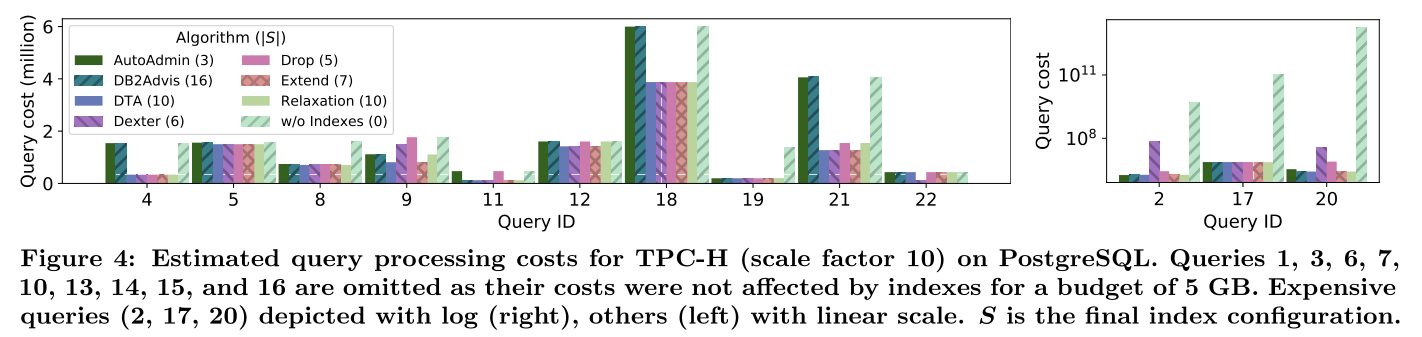 Query cost (million)
6
4
2
0
Algorithm (|S|)
AutoAdmin (3)
DB2Advis (16)
DTA (10)
Dexter (6)
Drop (5)
Extend (7)
Relaxation (10)
w/o Indexes (0)
4 5 8 9 11 12 18 19 21 22
Query ID
Query cost
10¹¹
10⁸
2 17 20
Query ID
Figure 4: Estimated query processing costs for TPC-H (scale factor 10) on PostgreSQL. Queries 1, 3, 6, 7,
10, 13, 14, 15, and 16 are omitted as their costs were not affected by indexes for a budget of 5 GB. Expensive
queries (2, 17, 20) depicted with log (right), others (left) with linear scale. S is the final index configuration.